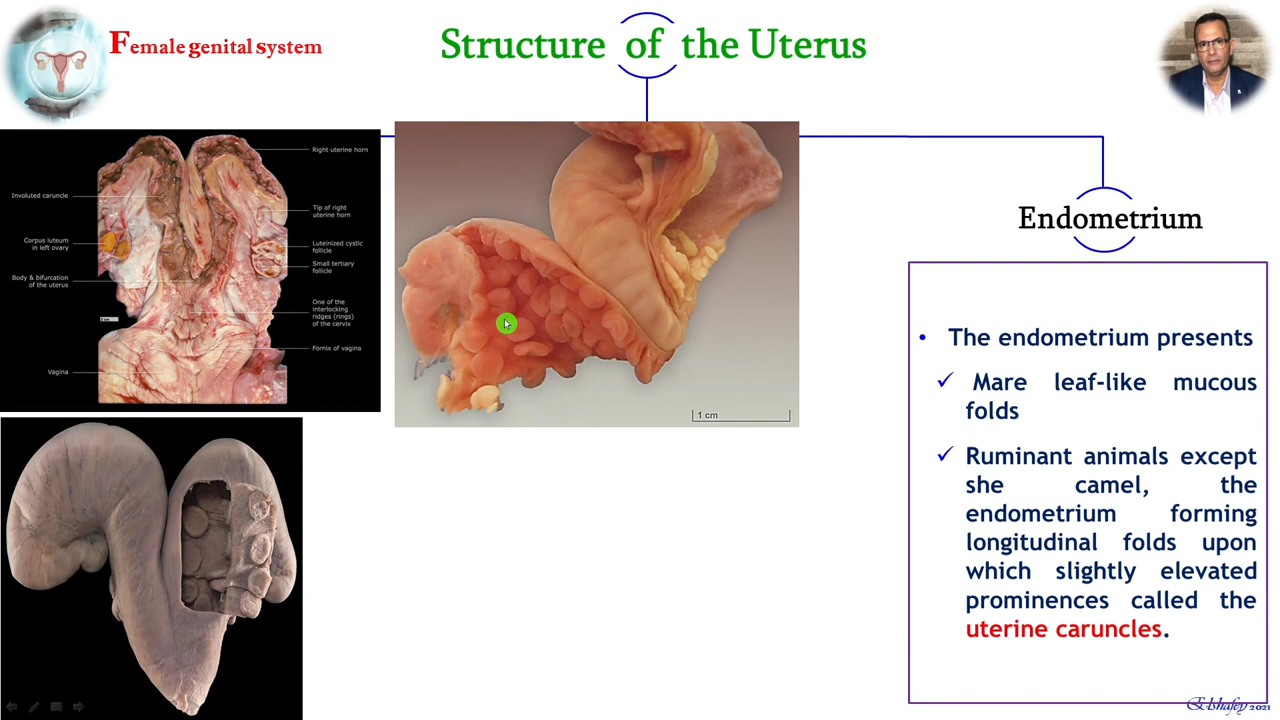 Female genital system
Structure of the Uterus
Right uterine horn
Involuted caruncle
Tip of right
uterine horn
Corpus luteum
in left ovary
Luteinized cystic
follicle
Small tertiary
follicle
Body & bifurcation
of the uterus
One of the
interlocking
ridges (rings)
of the cervix
Fornix of vagina
Vagina
1 cm
Endometrium
• The endometrium presents
✓ Mare leaf-like mucous
folds
✓ Ruminant animals except
she camel, the
endometrium forming
longitudinal folds upon
which slightly elevated
prominences called the
uterine caruncles.
Elshafey 2021